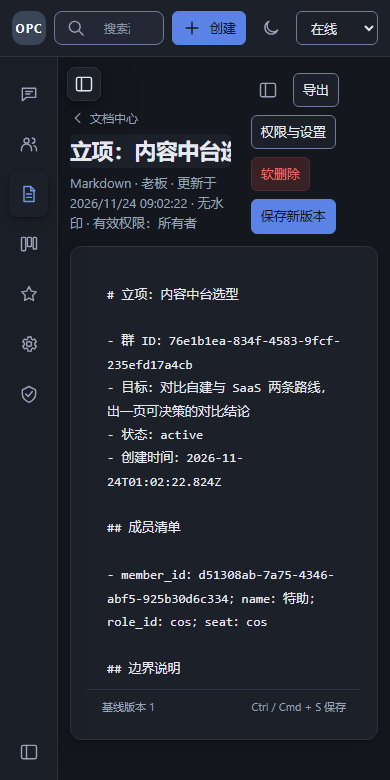 OPC
搜索
创建
在线
导出
文档中心
权限与设置
立项：内容中台
软删除
Markdown · 老板 · 更新于
2026/11/24 09:02:22 · 无水
印 · 有效权限：所有者
保存新版本
# 立项：内容中台选型
- 群 ID：76e1b1ea-834f-4583-9fcf-
235efd17a4cb
- 目标：对比自建与 SaaS 两条路线，
出一页可决策的对比结论
- 状态：active
- 创建时间：2026-11-
24T01:02:22.824Z
## 成员清单
- member_id：d51308ab-7a75-4346-
abf5-925b30d6c334；name：特助；
role_id：cos；seat：cos
## 边界说明
基线版本 1
Ctrl / Cmd + S 保存